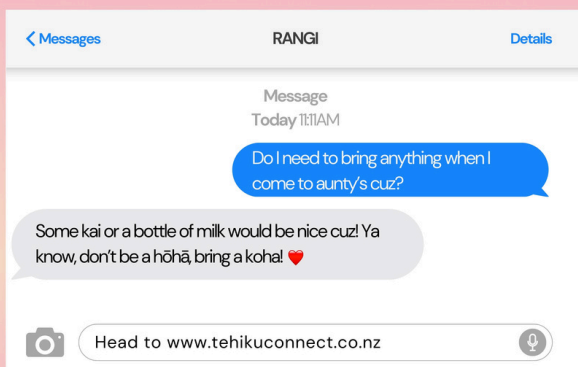 Messages
RANGI
Details
Message
Today 11:11AM
Do I need to bring anything when I
come to aunty's cuz?
Some kai or a bottle of milk would be nice cuz! Ya
know, don't be a hōhā, bring a koha! ❤️
Head to www.tehikuconnect.co.nz